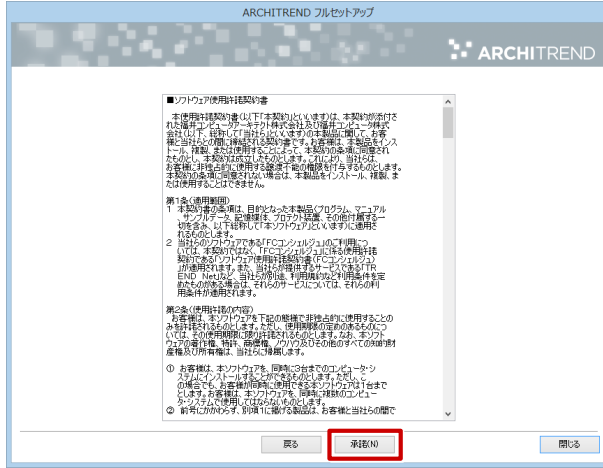 ARCHITREND フルセットアップ
ARCHITREND
■ソフトウェア使用許諾契約書
本使用許諾契約書(以下「本契約」といいます)は、本契約が添付さ
れた福井コンピュータアーキテクト株式会社及び福井コンピュータ株式
会社(以下、総称して「当社ら」といいます)の本製品に関して、お客
様と当社らとの間に締結される契約書です。お客様は、本製品をインス
トール、複製、または使用することによって、本契約の条項に同意され
たものとし、本契約は成立したものとします。これにより、当社らは、
お客様に非独占的に使用する譲渡不能の権限を付与するものとします。
本契約の条項に同意されない場合は、本製品をインストール、複製、ま
たは使用することはできません。
第1条(適用範囲)
1 本契約書の条項は、目的となった本製品(プログラム、マニュアル
、サンプルデータ、記憶媒体、プロテクト装置、その他付属する一
切を含み、以下総称して「本ソフトウェア」といいます)に適用さ
れるものとします。
2 当社らのソフトウェアである「FCコンシェルジュ」のご利用につ
いては、本契約ではなく、「FCコンシェルジュ」に係る使用許諾
契約である「ソフトウェア使用許諾契約書(FCコンシェルジュ)
」が適用されます。また、当社らが提供するサービスである「TR
END Net」など、当社らが別途、利用規約など利用条件を定
めたものがある場合は、それらのサービスについては、それらの利
用条件が適用されます。
第2条(使用許諾の内容)
お客様は、本ソフトウェアを下記の態様で非独占的に使用することの
みを許諾されるものとします。ただし、使用期限の定めのあるものにつ
いては、その使用期限に限り許諾されるものとします。なお、本ソフト
ウェアの著作権、特許、商標権、ノウハウ及びその他のすべての知的財
産権及び所有権は、当社らに帰属します。
① お客様は、本ソフトウェアを、同時に3台までのコンピュータ・シ
ステムにインストールすることができるものとします。ただし、こ
の場合でも、お客様が同時に使用できる本ソフトウェアは1台まで
とします。お客様は、本ソフトウェアを、同時に複数のコンピュー
タ・システムで使用してはならないものとします。
② 前号にかかわらず、別項1に掲げる製品は、お客様と当社らの間で
戻る 承諾(N) 閉じる